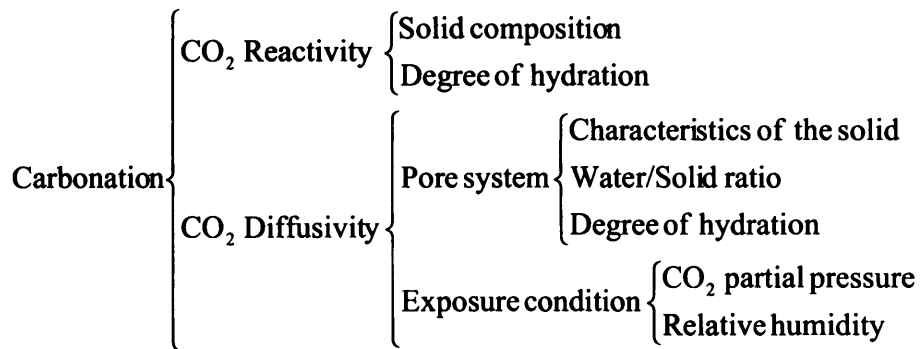 Carbonation
CO₂ Reactivity
Solid composition
Degree of hydration
CO₂ Diffusivity
Pore system
Characteristics of the solid
Water/Solid ratio
Degree of hydration
Exposure condition
CO₂ partial pressure
Relative humidity